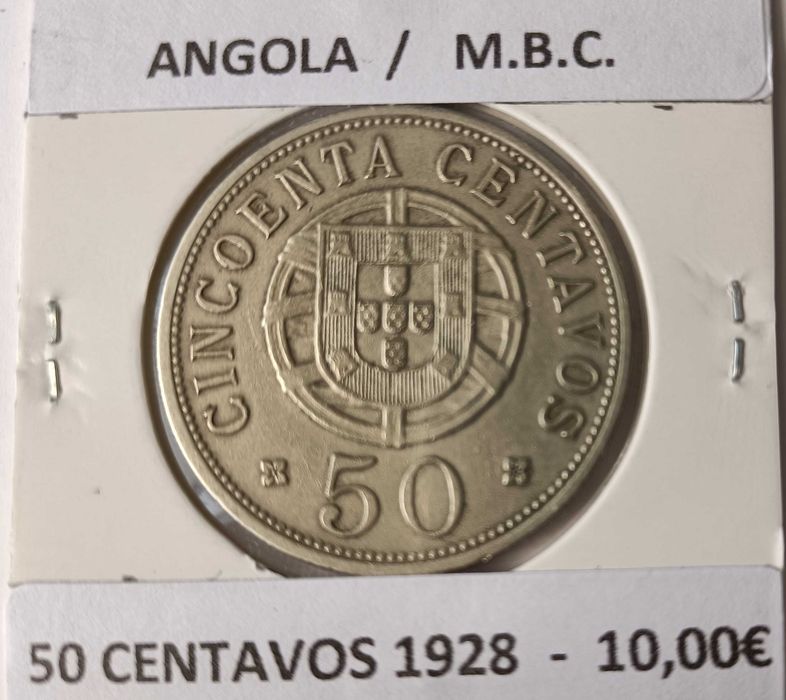 ANGOLA / M.B.C.
CINCOENTA CENTAVOS
50
50 CENTAVOS 1928 - 10,00€